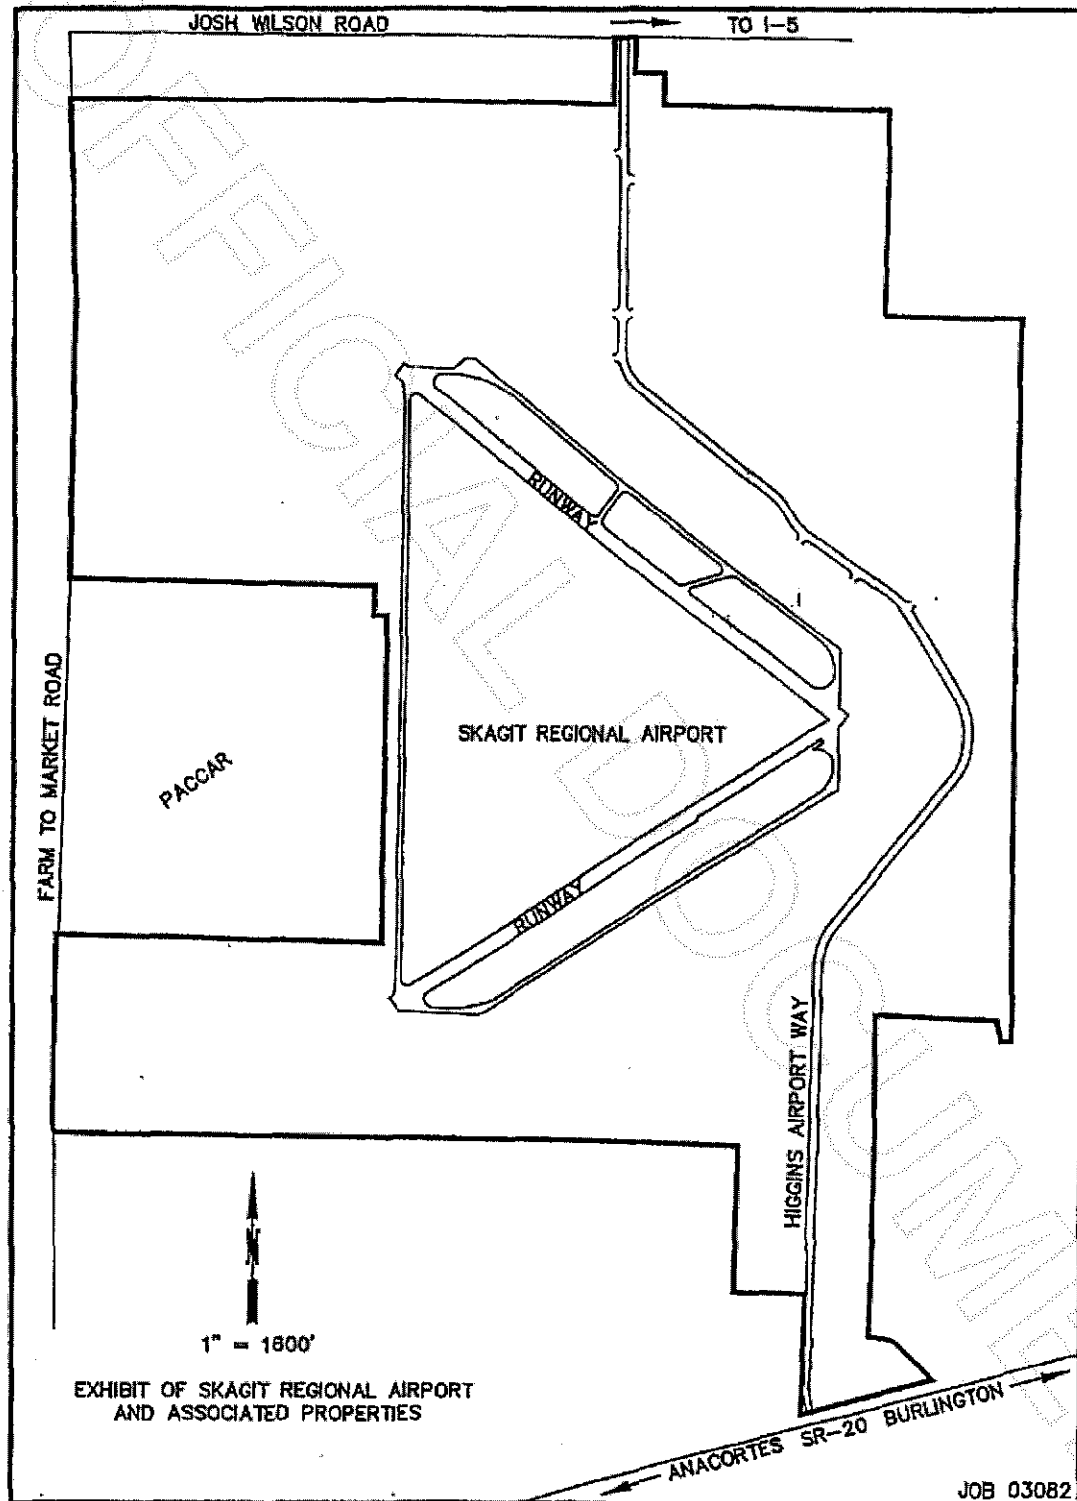 JOSH WILSON ROAD
TO I-5
RUNWAY
SKAGIT REGIONAL AIRPORT
PACCAR
FARM TO MARKET ROAD
RUNWAY
HIGGINS AIRPORT WAY
N
1" = 1600'
EXHIBIT OF SKAGIT REGIONAL AIRPORT
AND ASSOCIATED PROPERTIES
ANACORTES SR-20 BURLINGTON
JOB 03082
OFFICIAL DOCUME